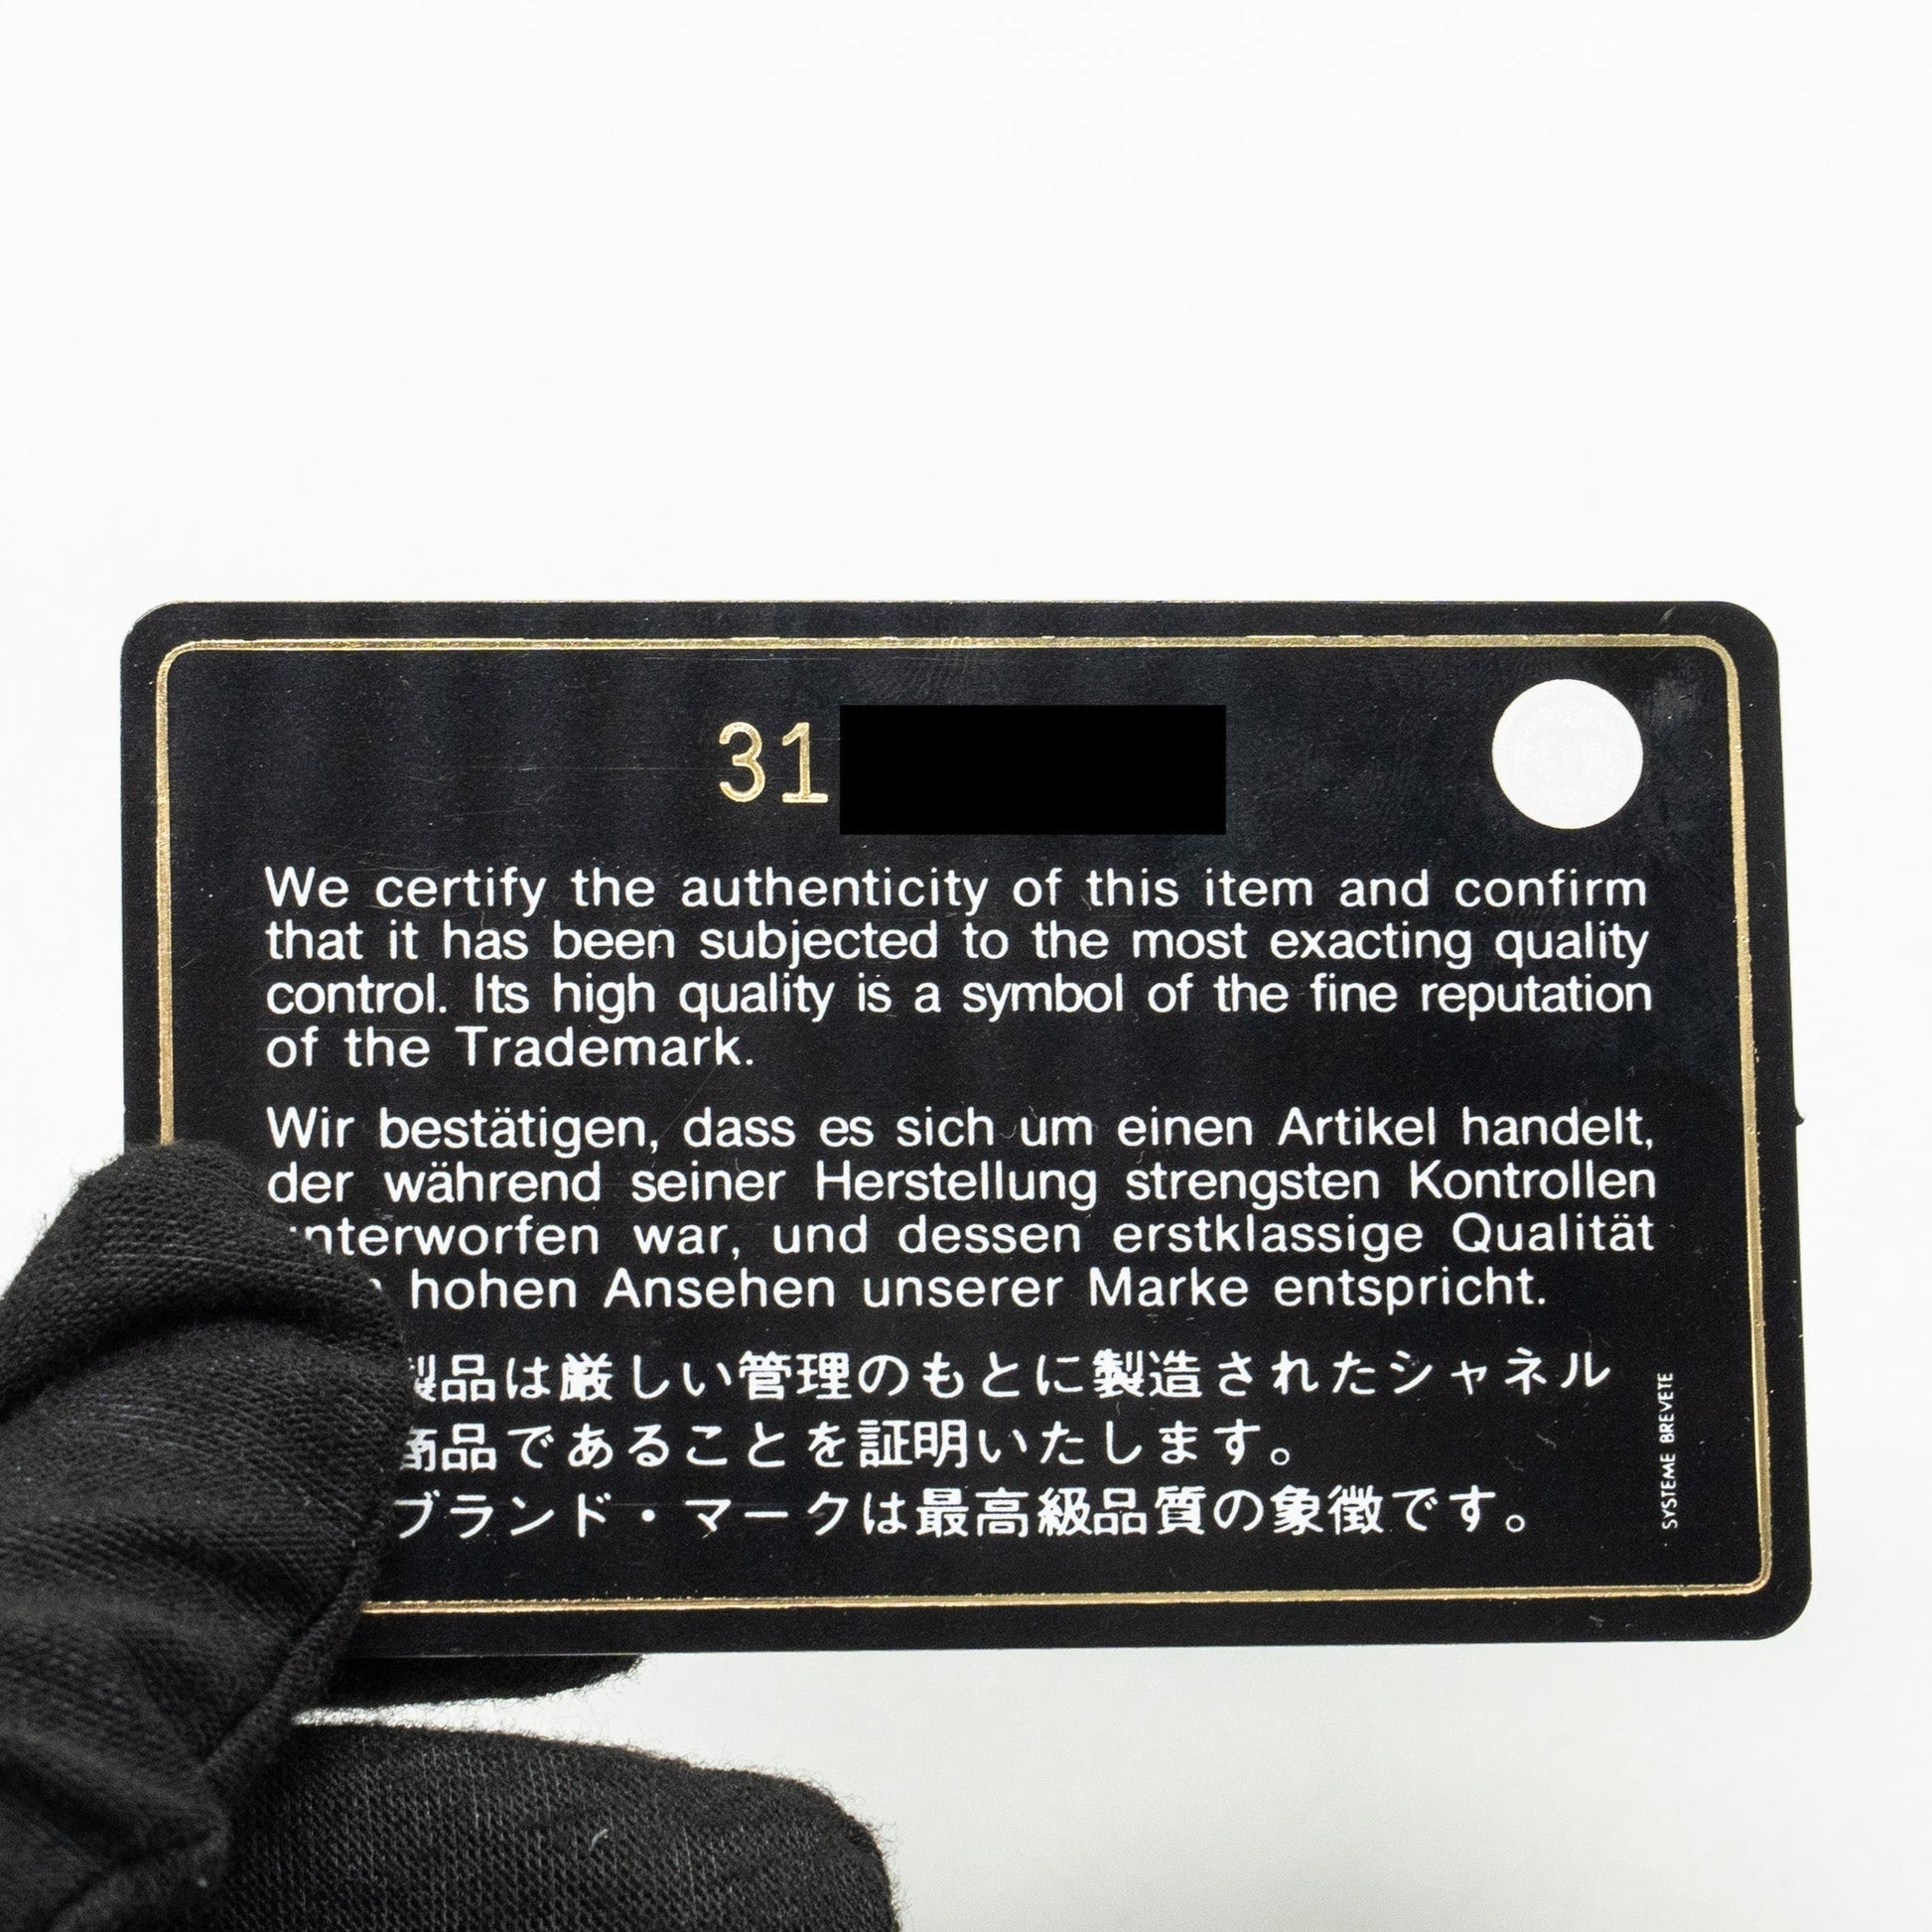 31
We certify the authenticity of this item and confirm
that it has been subjected to the most exacting quality
control. Its high quality is a symbol of the fine reputation
of the Trademark.
Wir bestätigen, dass es sich um einen Artikel handelt,
der während seiner Herstellung strengsten Kontrollen
unterworfen war, und dessen erstklassige Qualität
hohen Ansehen unserer Marke entspricht.
製品は厳しい管理のもとに製造されたシャネル
商品であることを証明いたします。
ブランド・マークは最高級品質の象徴です。
SYSTEME BREVETE